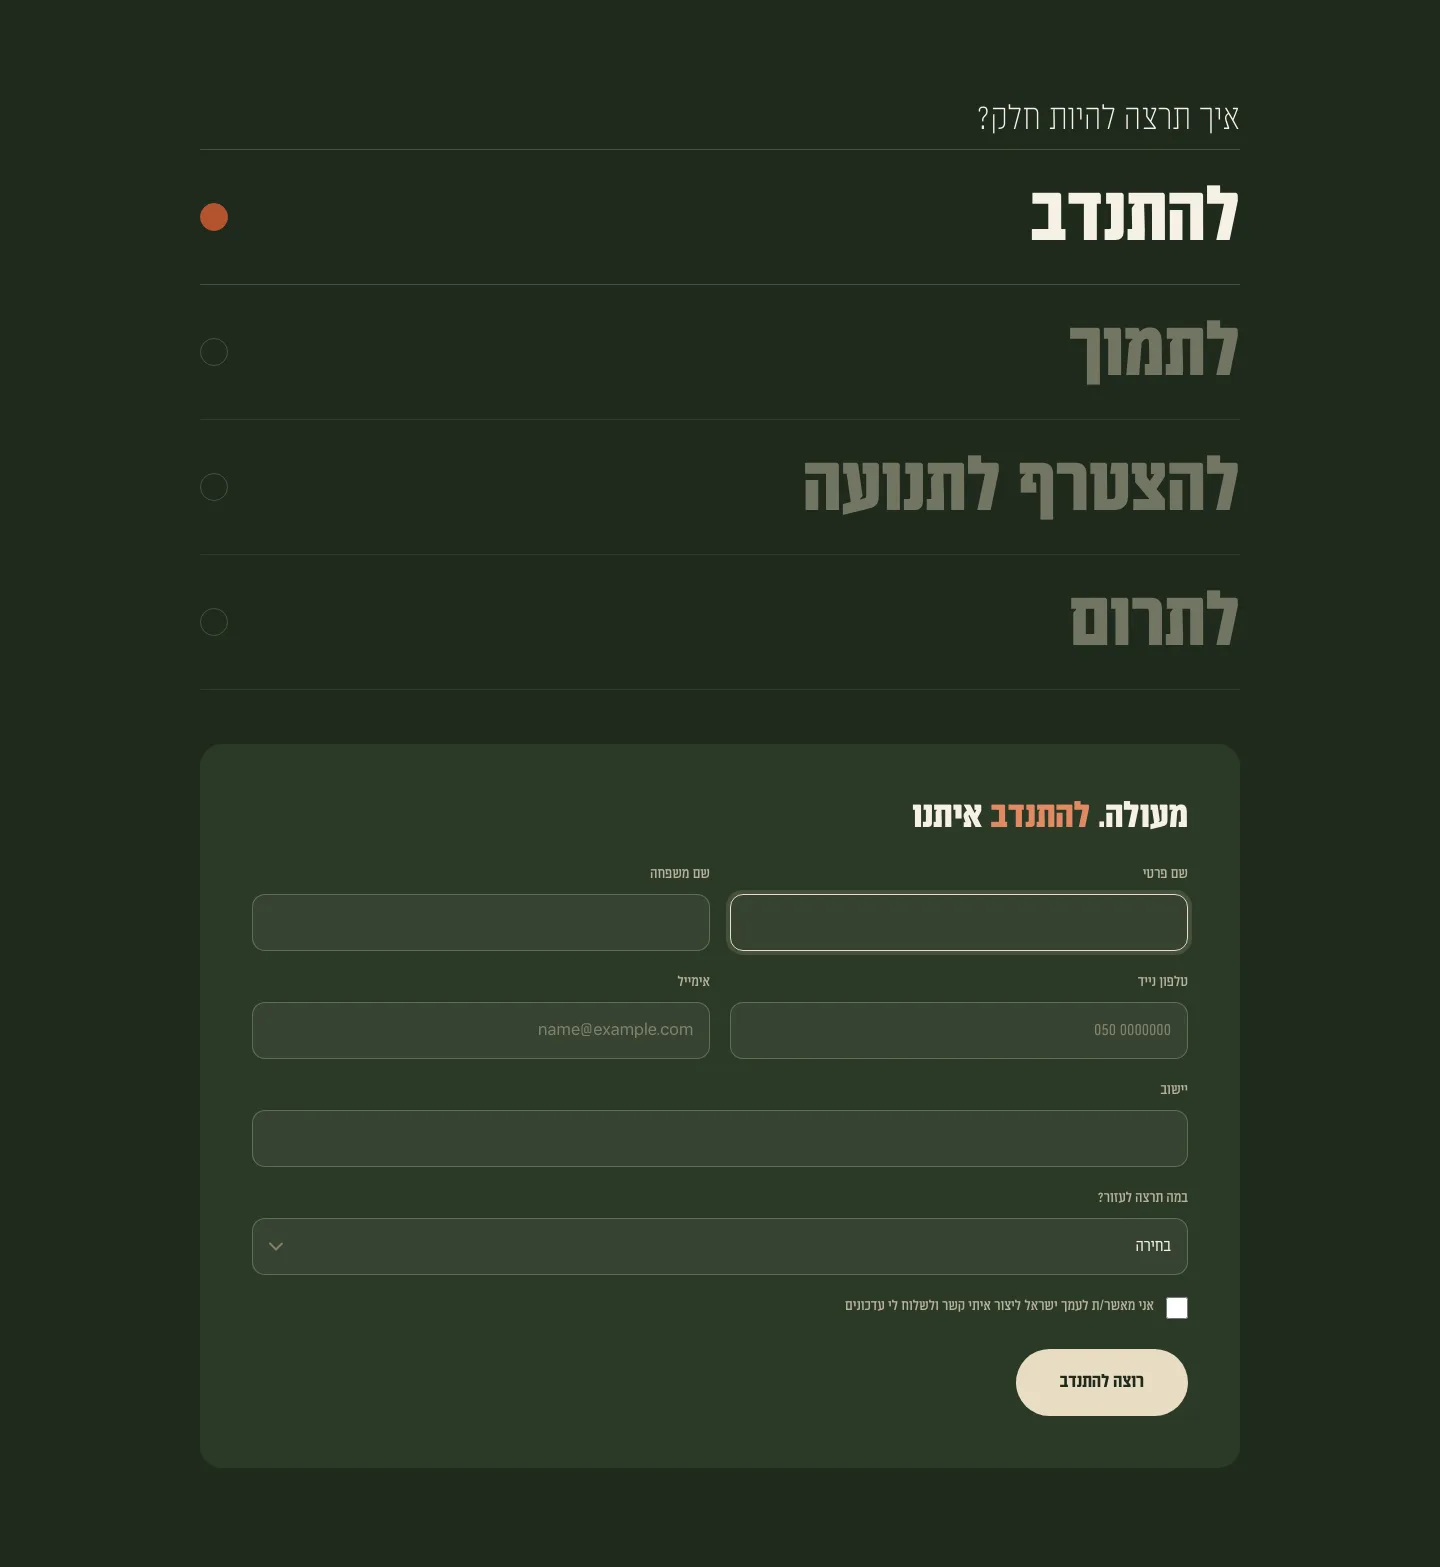 איך תרצה להיות חלק?
להתנדב
לתמוך
להצטרף לתנועה
לתרום
מעולה. להתנדב איתנו
שם פרטי
שם משפחה
טלפון נייד
אימייל
050 0000000
name@example.com
יישוב
במה תרצה לעזור?
בחירה
אני מאשר/ת לעמך ישראל ליצור איתי קשר ולשלוח לי עדכונים
רוצה להתנדב